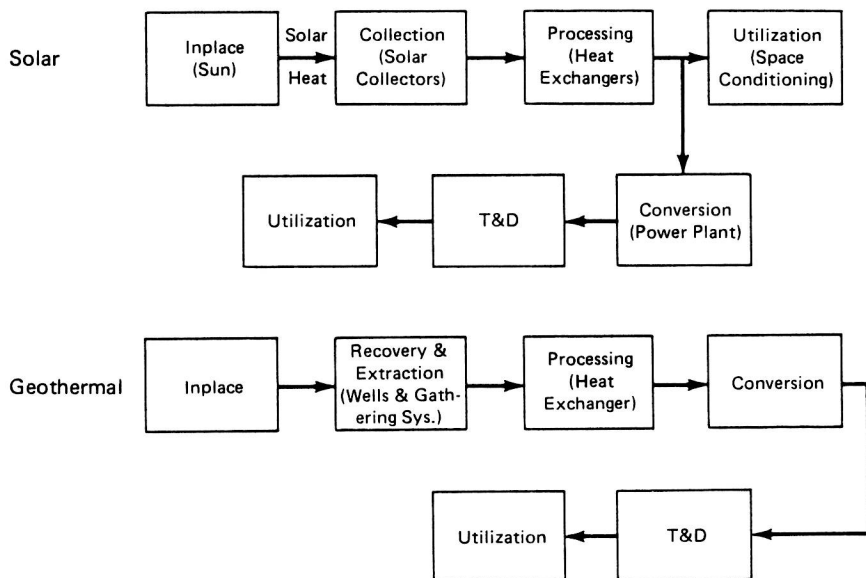 Solar
Inplace
(Sun)
Solar
Heat
Collection
(Solar
Collectors)
Processing
(Heat
Exchangers)
Utilization
(Space
Conditioning)
Utilization
T&D
Conversion
(Power Plant)
Geothermal
Inplace
Recovery &
Extraction
(Wells & Gath-
ering Sys.)
Processing
(Heat
Exchanger)
Conversion
Utilization
T&D